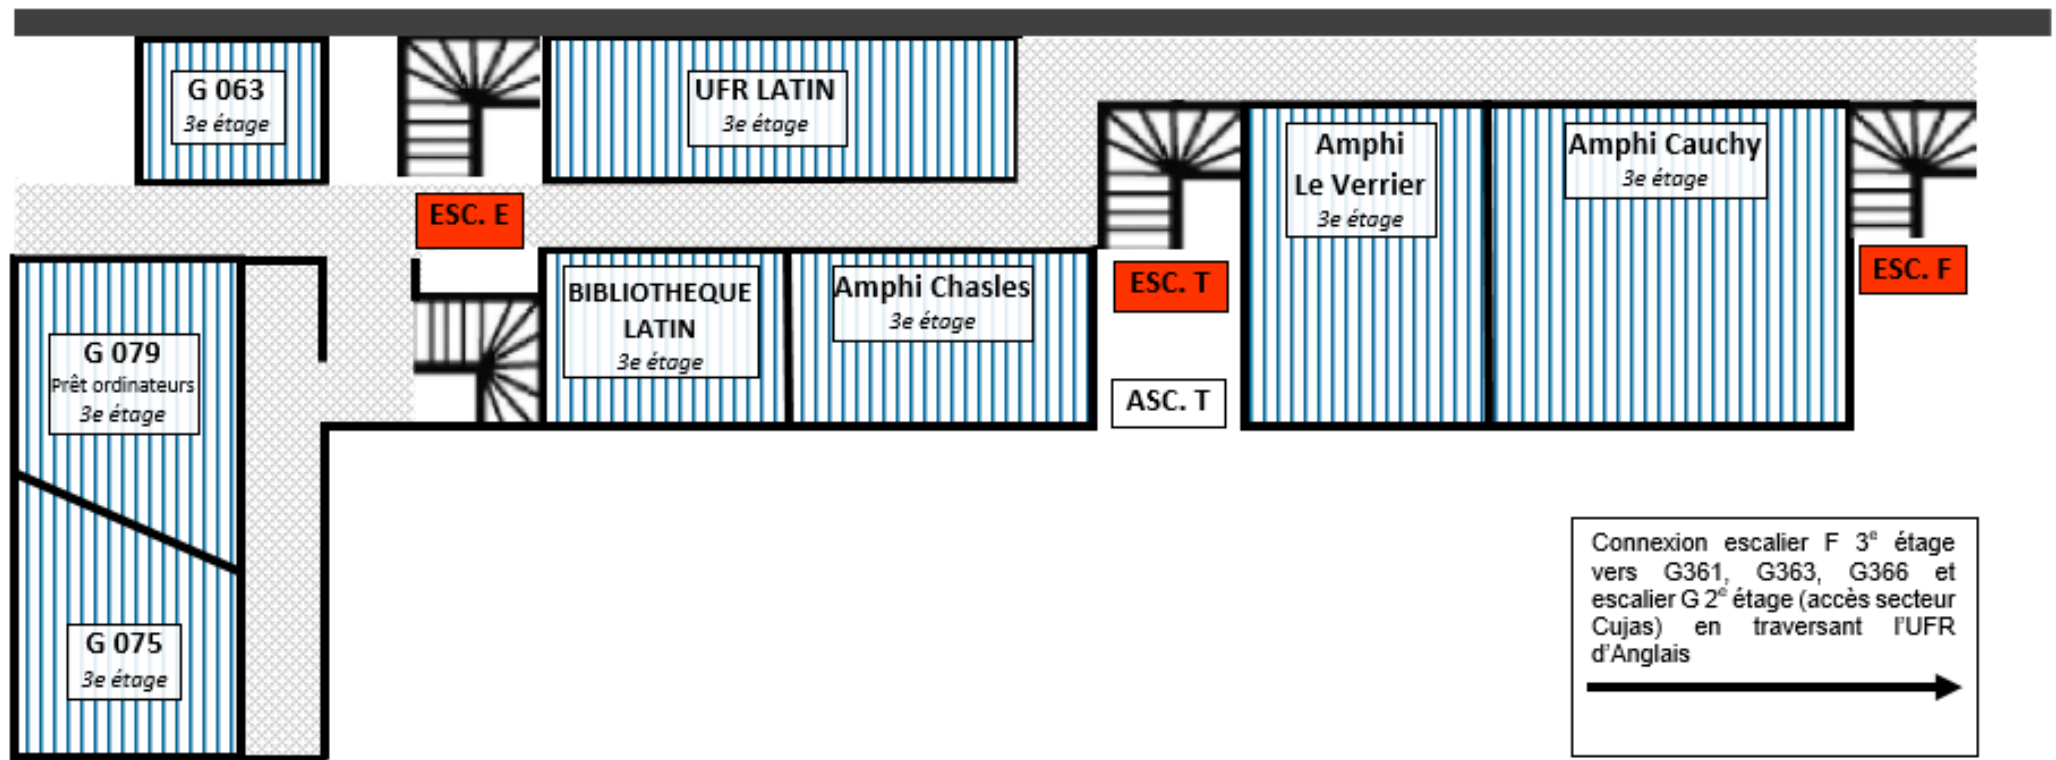 G 063
3e étage
UFR LATIN
3e étage
Amphi
Le Verrier
3e étage
Amphi Cauchy
3e étage
ESC. E
ESC. T
ESC. F
BIBLIOTHEQUE
LATIN
3e étage
Amphi Chasles
3e étage
G 079
Prêt ordinateurs
3e étage
ASC. T
G 075
3e étage
Connexion escalier F 3e étage
vers G361, G363, G366 et
escalier G 2e étage (accès secteur
Cujas) en traversant l'UFR
d'Anglais